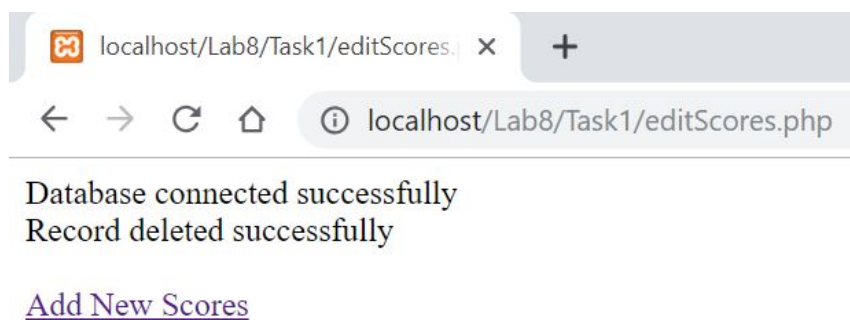 localhost/Lab8/Task1/editScores.
localhost/Lab8/Task1/editScores.php
Database connected successfully
Record deleted successfully
Add New Scores